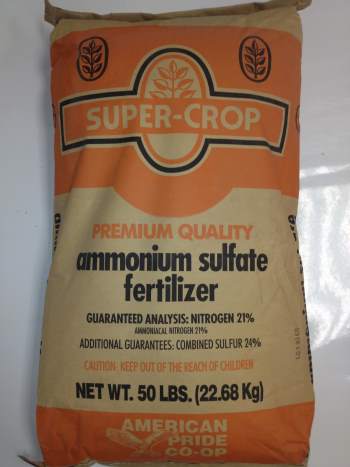 SUPER-CROP
PREMIUM QUALITY
ammonium sulfate
fertilizer
GUARANTEED ANALYSIS: NITROGEN 21%
AMMONIACAL NITROGEN 21%
ADDITIONAL GUARANTEES: COMBINED SULFUR 24%
CAUTION: KEEP OUT OF THE REACH OF CHILDREN
NET WT. 50 LBS. (22.68 Kg)
AMERICAN
PRIDE
CO-OP